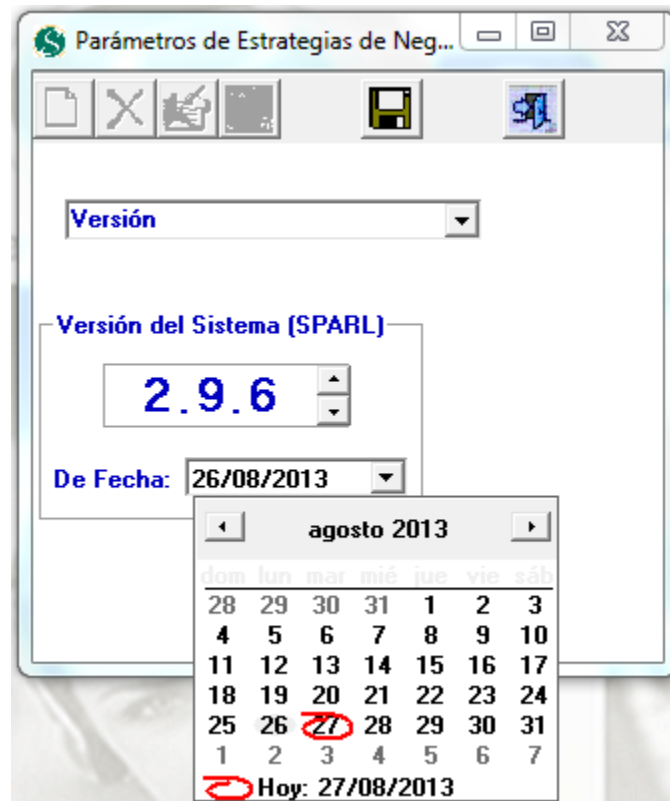 Parámetros de Estrategias de Neg...
Versión
Versión del Sistema (SPARL)
2.9.6
De Fecha: 26/08/2013
agosto 2013
dom lun mar mié jue vie sáb
28 29 30 31 1 2 3
4 5 6 7 8 9 10
11 12 13 14 15 16 17
18 19 20 21 22 23 24
25 26 27 28 29 30 31
1 2 3 4 5 6 7
Hoy: 27/08/2013